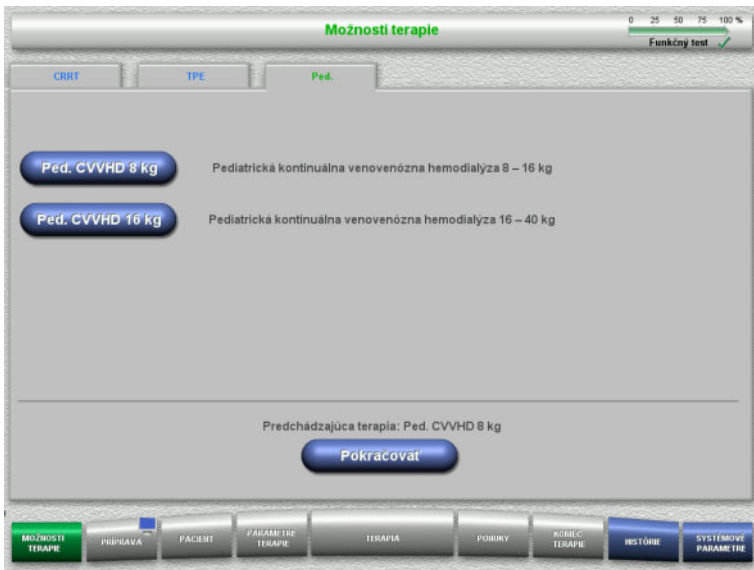 Možnosti terapie
0 25 50 75 100 %
Funkčný test
CRRT TPE Ped.
Ped. CVVHD 8 kg Pediatrická kontinuálna venovenózna hemodialýza 8 – 16 kg
Ped. CVVHD 16 kg Pediatrická kontinuálna venovenózna hemodialýza 16 – 40 kg
Predchádzajúca terapia: Ped. CVVHD 8 kg
Pokračovať
MOŽNOSTI TERAPIE
PRÍPRAVA
PACIENT
PARAMETRE TERAPIE
TERAPIA
PONUKY
KONIEC TERAPIE
HISTÓRIE
SYSTÉMOVÉ PARAMETRE